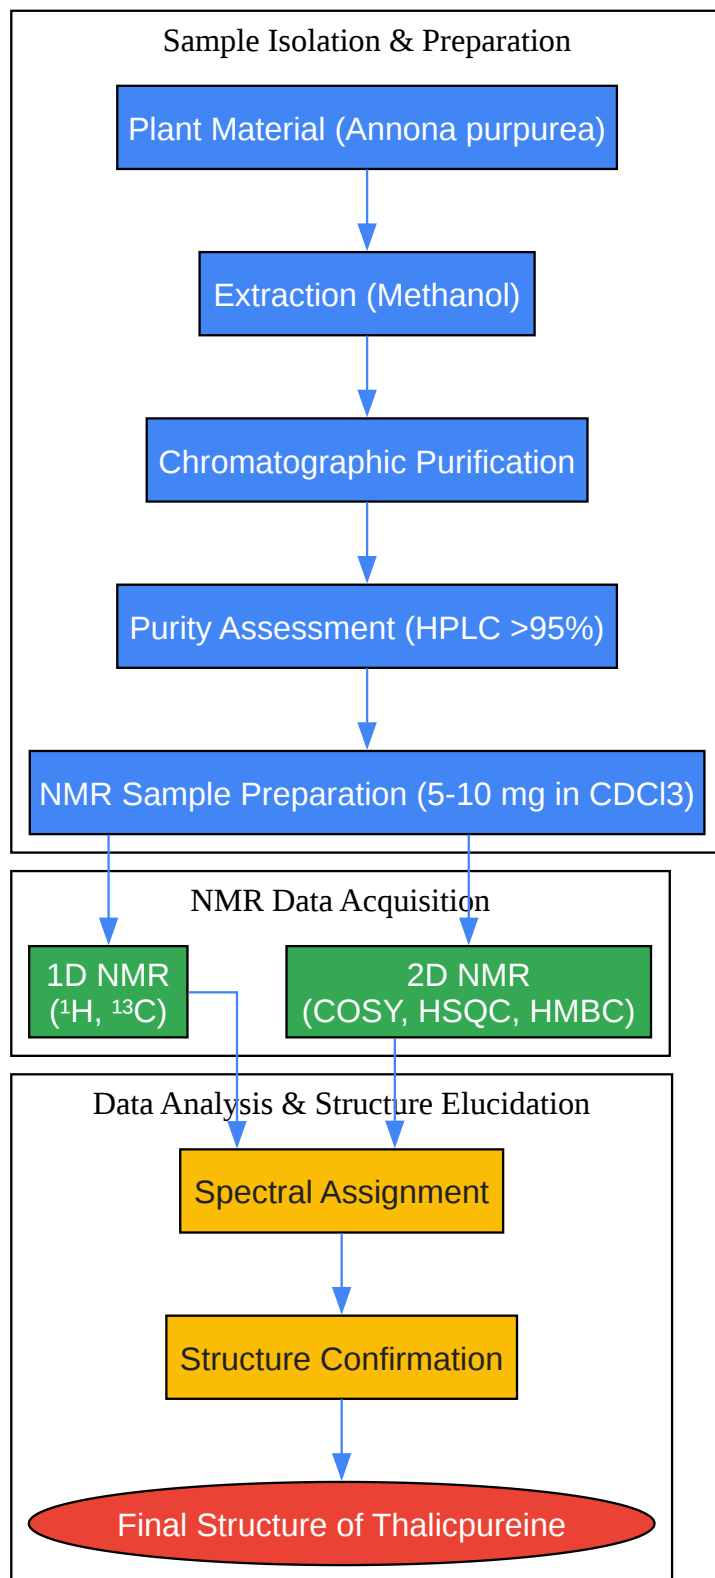 Sample Isolation & Preparation
Plant Material (Annona purpurea)
Extraction (Methanol)
Chromatographic Purification
Purity Assessment (HPLC >95%)
NMR Sample Preparation (5-10 mg in CDCl3)
NMR Data Acquisition
1D NMR
(¹H, ¹³C)
2D NMR
(COSY, HSQC, HMBC)
Data Analysis & Structure Elucidation
Spectral Assignment
Structure Confirmation
Final Structure of Thalicpureine